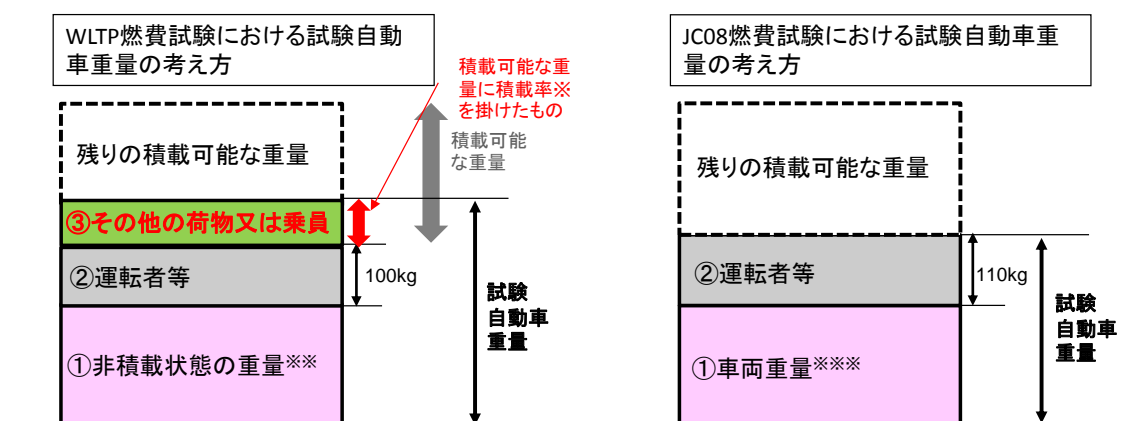 WLTP燃費試験における試験自動
車重量の考え方
積載可能な重
量に積載率※
を掛けたもの
積載可能
な重量
残りの積載可能な重量
③その他の荷物又は乗員
②運転者等
100kg
試験
自動車
重量
①非積載状態の重量※※
JC08燃費試験における試験自動車重
量の考え方
残りの積載可能な重量
②運転者等
110kg
試験
自動車
重量
①車両重量※※※